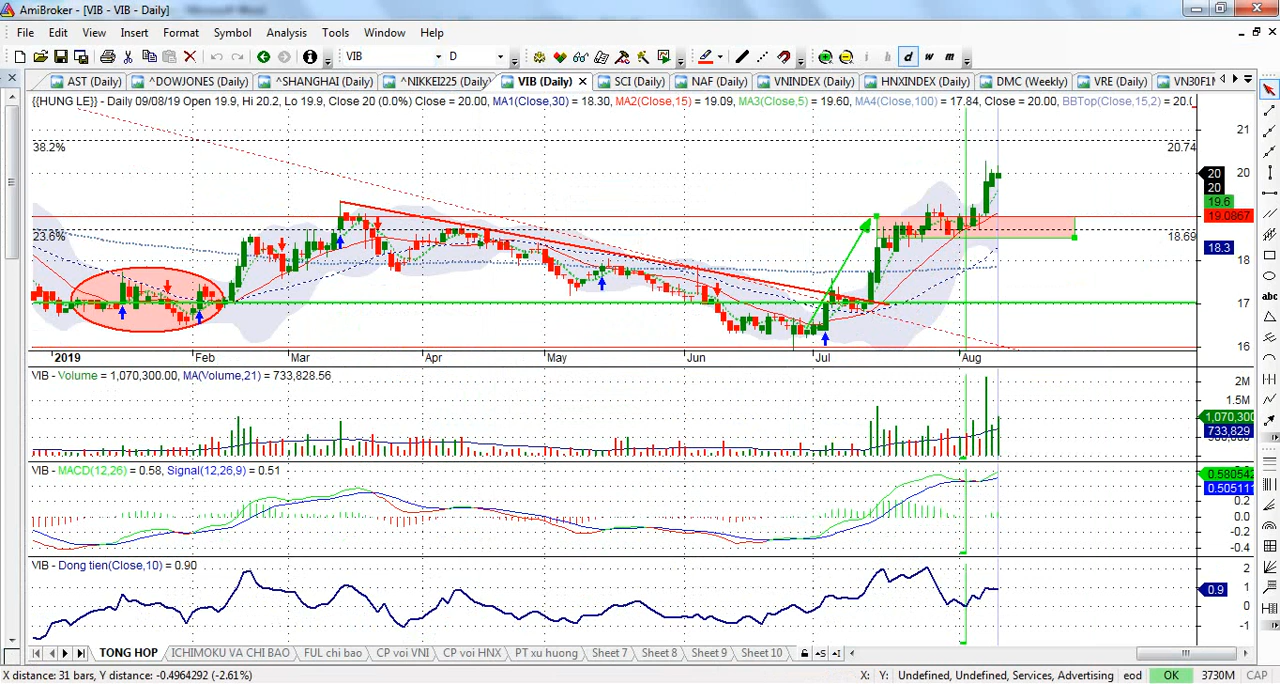 AmiBroker - [VIB - VIB - Daily]
File Edit View Insert Format Symbol Analysis Tools Window Help
VIB D i h d w m
AST (Daily) ^DOWJONES (Daily) ^SHANGHAI (Daily) ^NIKKEI225 (Daily) VIB (Daily) SCI (Daily) NAF (Daily) VNINDEX (Daily) HNXINDEX (Daily) DMC (Weekly) VRE (Daily) VN30F1
{{HUNG LE}} - Daily 09/08/19 Open 19.9, Hi 20.2, Lo 19.9, Close 20 (0.0%) Close = 20.00, MA1(Close,30) = 18.30, MA2(Close,15) = 19.09, MA3(Close,5) = 19.60, MA4(Close,100) = 17.84, Close = 20.00, BBTop(Close,15,2) = 20.0
21
38.2% 20.74
20
20
20
19.6
19.0867
23.6% 18.69
18.3
18
17
16
2019 Feb Mar Apr May Jun Jul Aug
VIB - Volume = 1,070,300.00, MA(Volume,21) = 733,828.56
2M
1.5M
1,070,300
733,829
VIB - MACD(12,26) = 0.58, Signal(12,26,9) = 0.51
0.580542
0.505111
0.2
0.0
-0.2
-0.4
VIB - Dong tien(Close,10) = 0.90
2
1
0.9
0
-1
TONG HOP ICHIMOKU VA CHI BAO FUL chi bao CP voi VNI CP voi HNX PT xu huong Sheet 7 Sheet 8 Sheet 9 Sheet 10
X distance: 31 bars, Y distance: -0.4964292 (-2.61%) X: Y: Undefined, Undefined, Services, Advertising eod OK 3730M CAP
abc